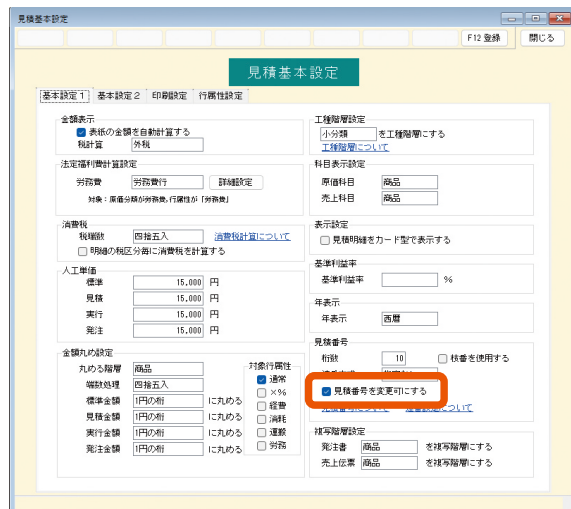 見積基本設定
F12 登録 閉じる
見積基本設定
基本設定1 基本設定2 印刷設定 行属性設定
金額表示
表紙の金額を自動計算する
税計算 外税
法定福利費計算設定
労務費 労務費行 詳細設定
対象：原価分類が労務費,行属性が「労務費」
消費税
税端数 四捨五入 消費税計算について
明細の税区分毎に消費税を計算する
人工単価
標準 15,000 円
見積 15,000 円
実行 15,000 円
発注 15,000 円
金額丸め設定
丸める階層 商品
端数処理 四捨五入
標準金額 1円の桁 に丸める
見積金額 1円の桁 に丸める
実行金額 1円の桁 に丸める
発注金額 1円の桁 に丸める
対象行属性
通常
×%
経費
消耗
運搬
労務
工種階層設定
小分類 を工種階層にする
工種階層について
科目表示設定
原価科目 商品
売上科目 商品
表示設定
見積明細をカード型で表示する
基準利益率
基準利益率 %
年表示
年表示 西暦
見積番号
桁数 10 枝番を使用する
見積番号を変更可にする
複写階層設定
発注書 商品 を複写階層にする
売上伝票 商品 を複写階層にする